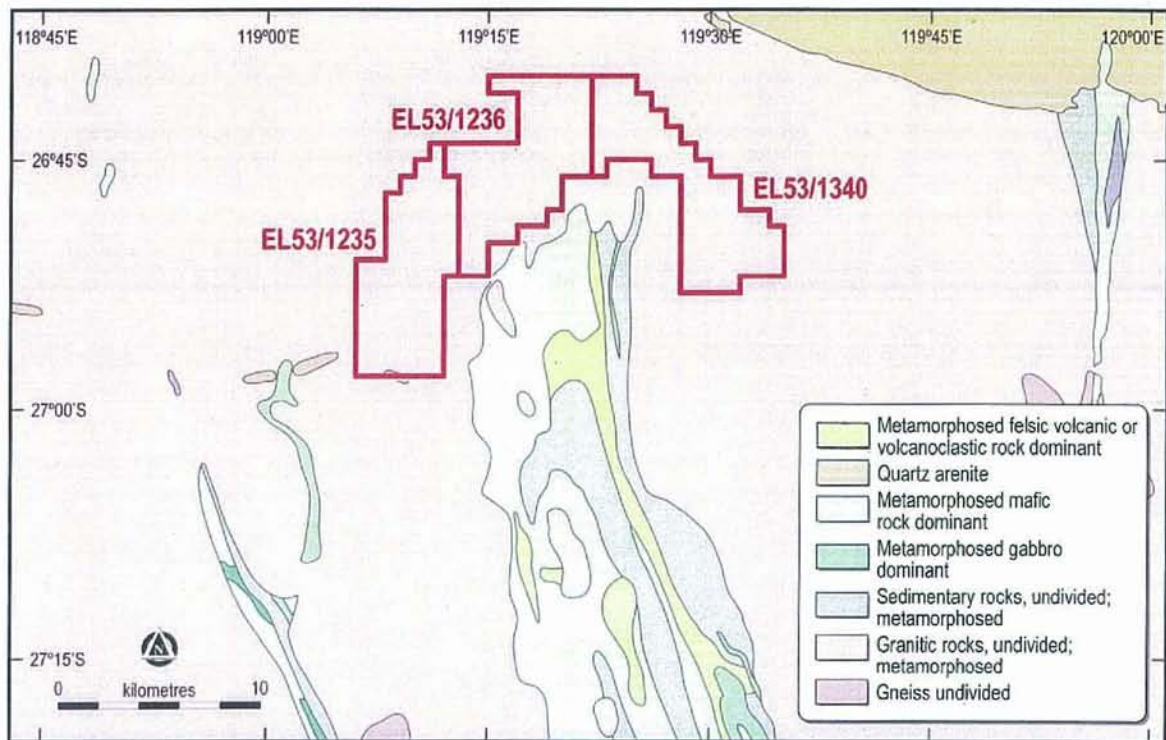 118°45'E
119°00'E
119°15'E
119°30'E
119°45'E
120°00'E
EL53/1236
26°45'S
EL53/1340
EL53/1235
27°00'S
Metamorphosed felsic volcanic or
volcanoclastic rock dominant
Quartz arenite
Metamorphosed mafic
rock dominant
Metamorphosed gabbro
dominant
Sedimentary rocks, undivided;
metamorphosed
Granitic rocks, undivided;
metamorphosed
Gneiss undivided
27°15'S
N
0 kilometres 10